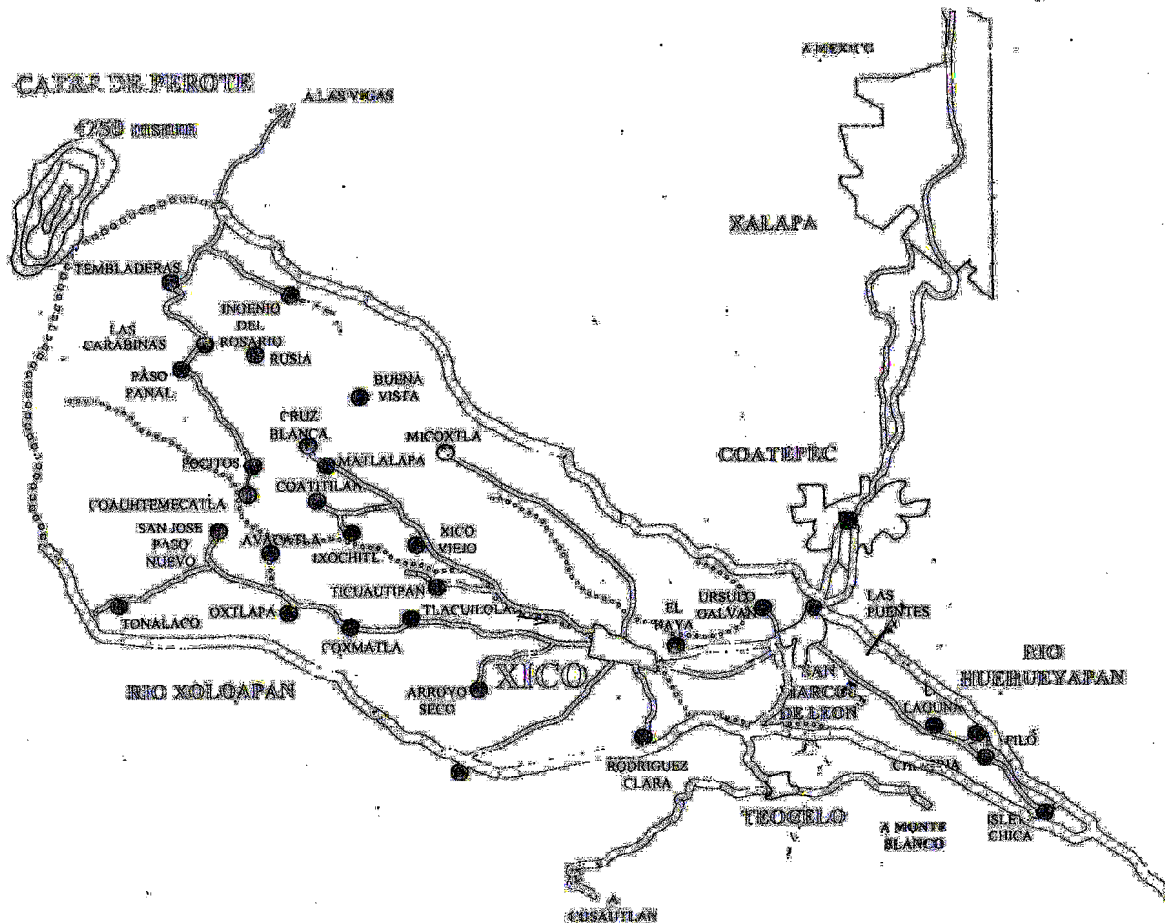 A MEXICO
DE PEROTE
4250
A LAS VIGAS
XALAPA
TEMBLADERAS
INGENIO
DEL
ROSARIO
LAS
CARABINAS
RUSIA
PASO
PANAL
BUENA
VISTA
CRUZ
BLANCA
MICOXTLA
COATEPEC
POCITOS
MATLALAPA
COATITILAN
COAUHTEMECATLA
SAN JOSE
PASO
NUEVO
AVACATLA
IXOCHITL
XICO
VIEJO
TICUAUTIPAN
URSULO
GALVAN
LAS
PUENTES
TONALACO
OXTLAPA
TLACUILOLA
EL
HAYA
COXMATLA
RIO
HUEHUEYAPAN
XICO
RIO XOLOAPAN
ARROYO
SECO
SAN
MARCOS
DE LEON
LAGUNA
PILO
RODRIGUEZ
CLARA
TEOCELO
A MONTE
BLANCO
CHICA
A
COSAUTLAN